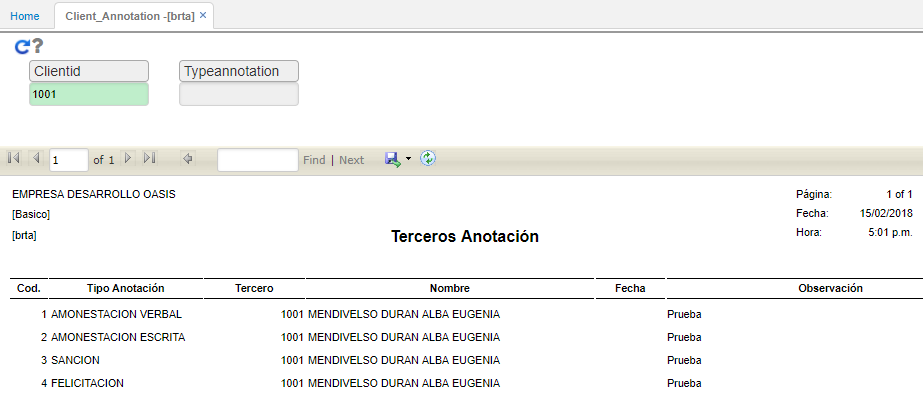 Home Client_Annotation -[brta] ×
?
Clientid Typeannotation
1001
1 of 1 Find | Next
EMPRESA DESARROLLO OASIS Página: 1 of 1
[Basico] Fecha: 15/02/2018
[brta] Terceros Anotación Hora: 5:01 p.m.
Cod. Tipo Anotación Tercero Nombre Fecha Observación
1 AMONESTACION VERBAL 1001 MENDIVELSO DURAN ALBA EUGENIA Prueba
2 AMONESTACION ESCRITA 1001 MENDIVELSO DURAN ALBA EUGENIA Prueba
3 SANCION 1001 MENDIVELSO DURAN ALBA EUGENIA Prueba
4 FELICITACION 1001 MENDIVELSO DURAN ALBA EUGENIA Prueba